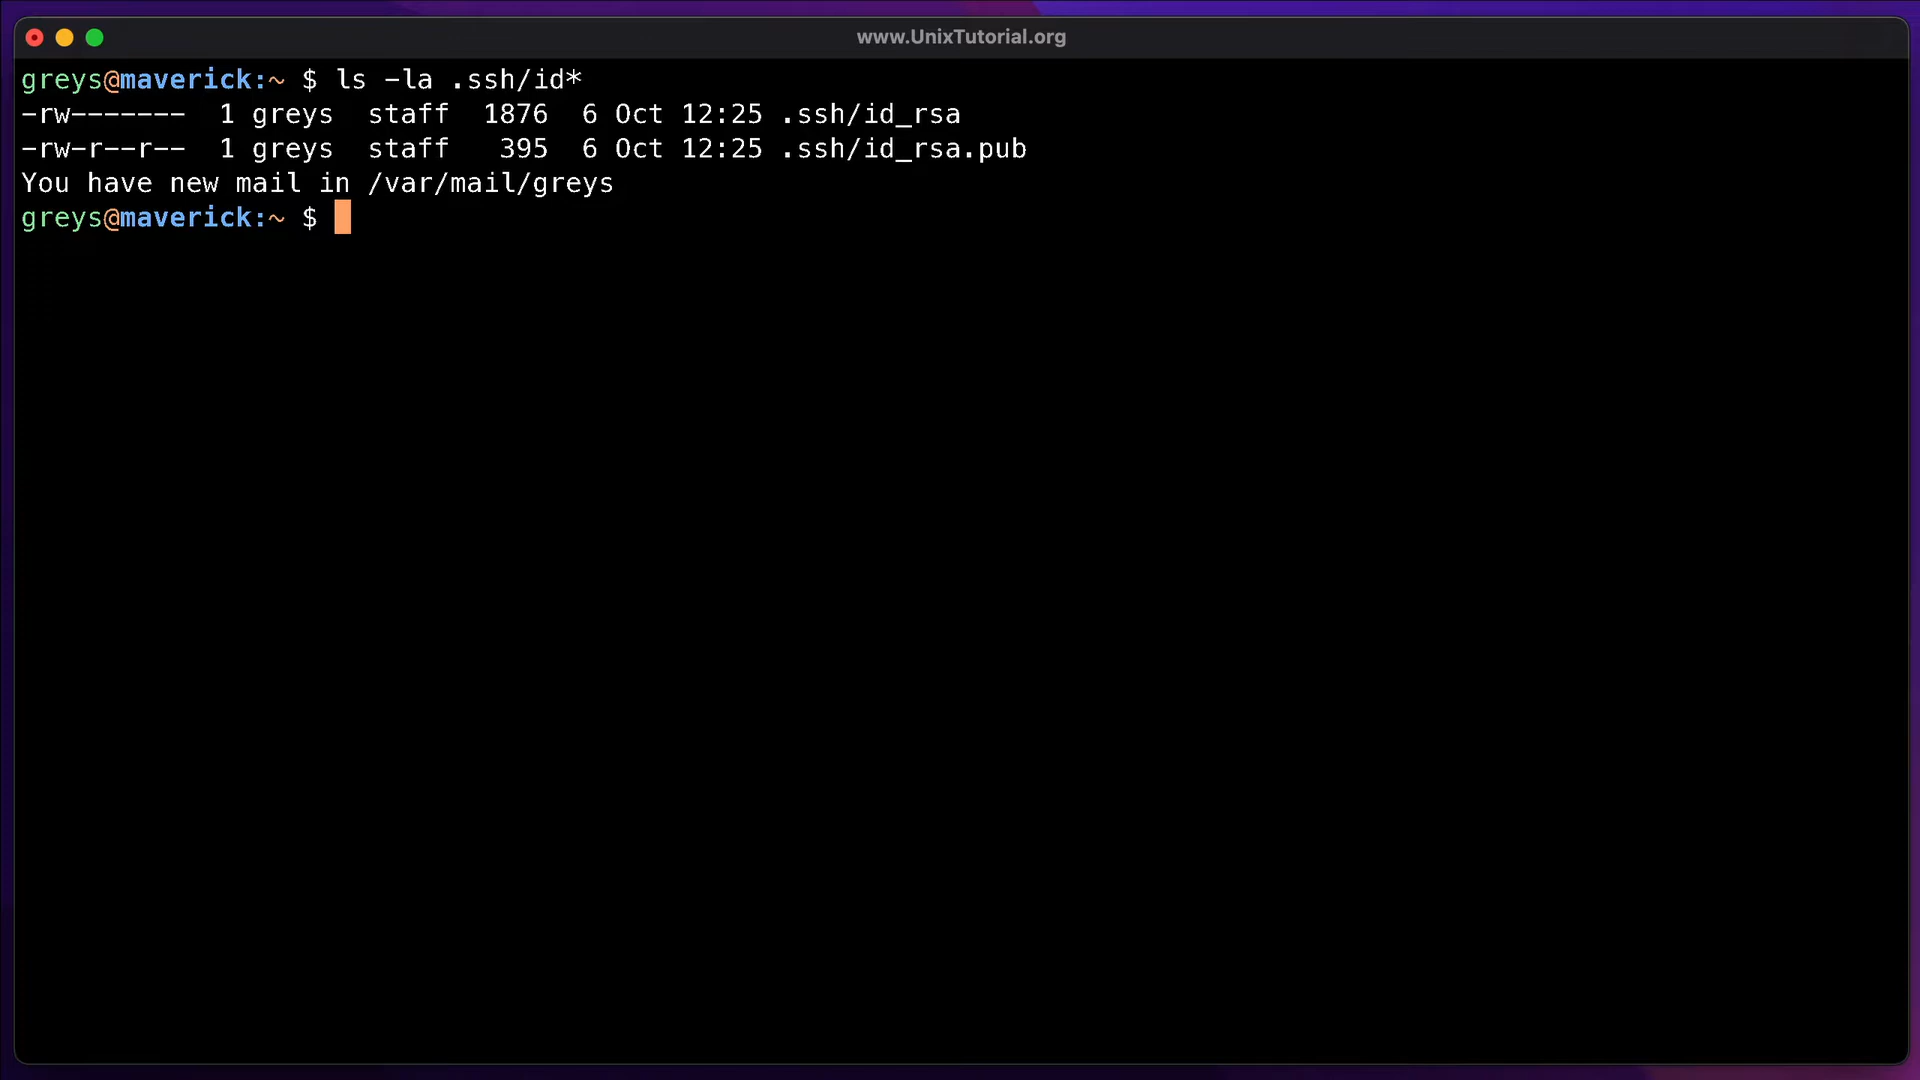 www.UnixTutorial.org
greys@maverick:~ $ ls -la .ssh/id*
-rw-------  1 greys  staff  1876  6 Oct 12:25 .ssh/id_rsa
-rw-r--r--  1 greys  staff   395  6 Oct 12:25 .ssh/id_rsa.pub
You have new mail in /var/mail/greys
greys@maverick:~ $